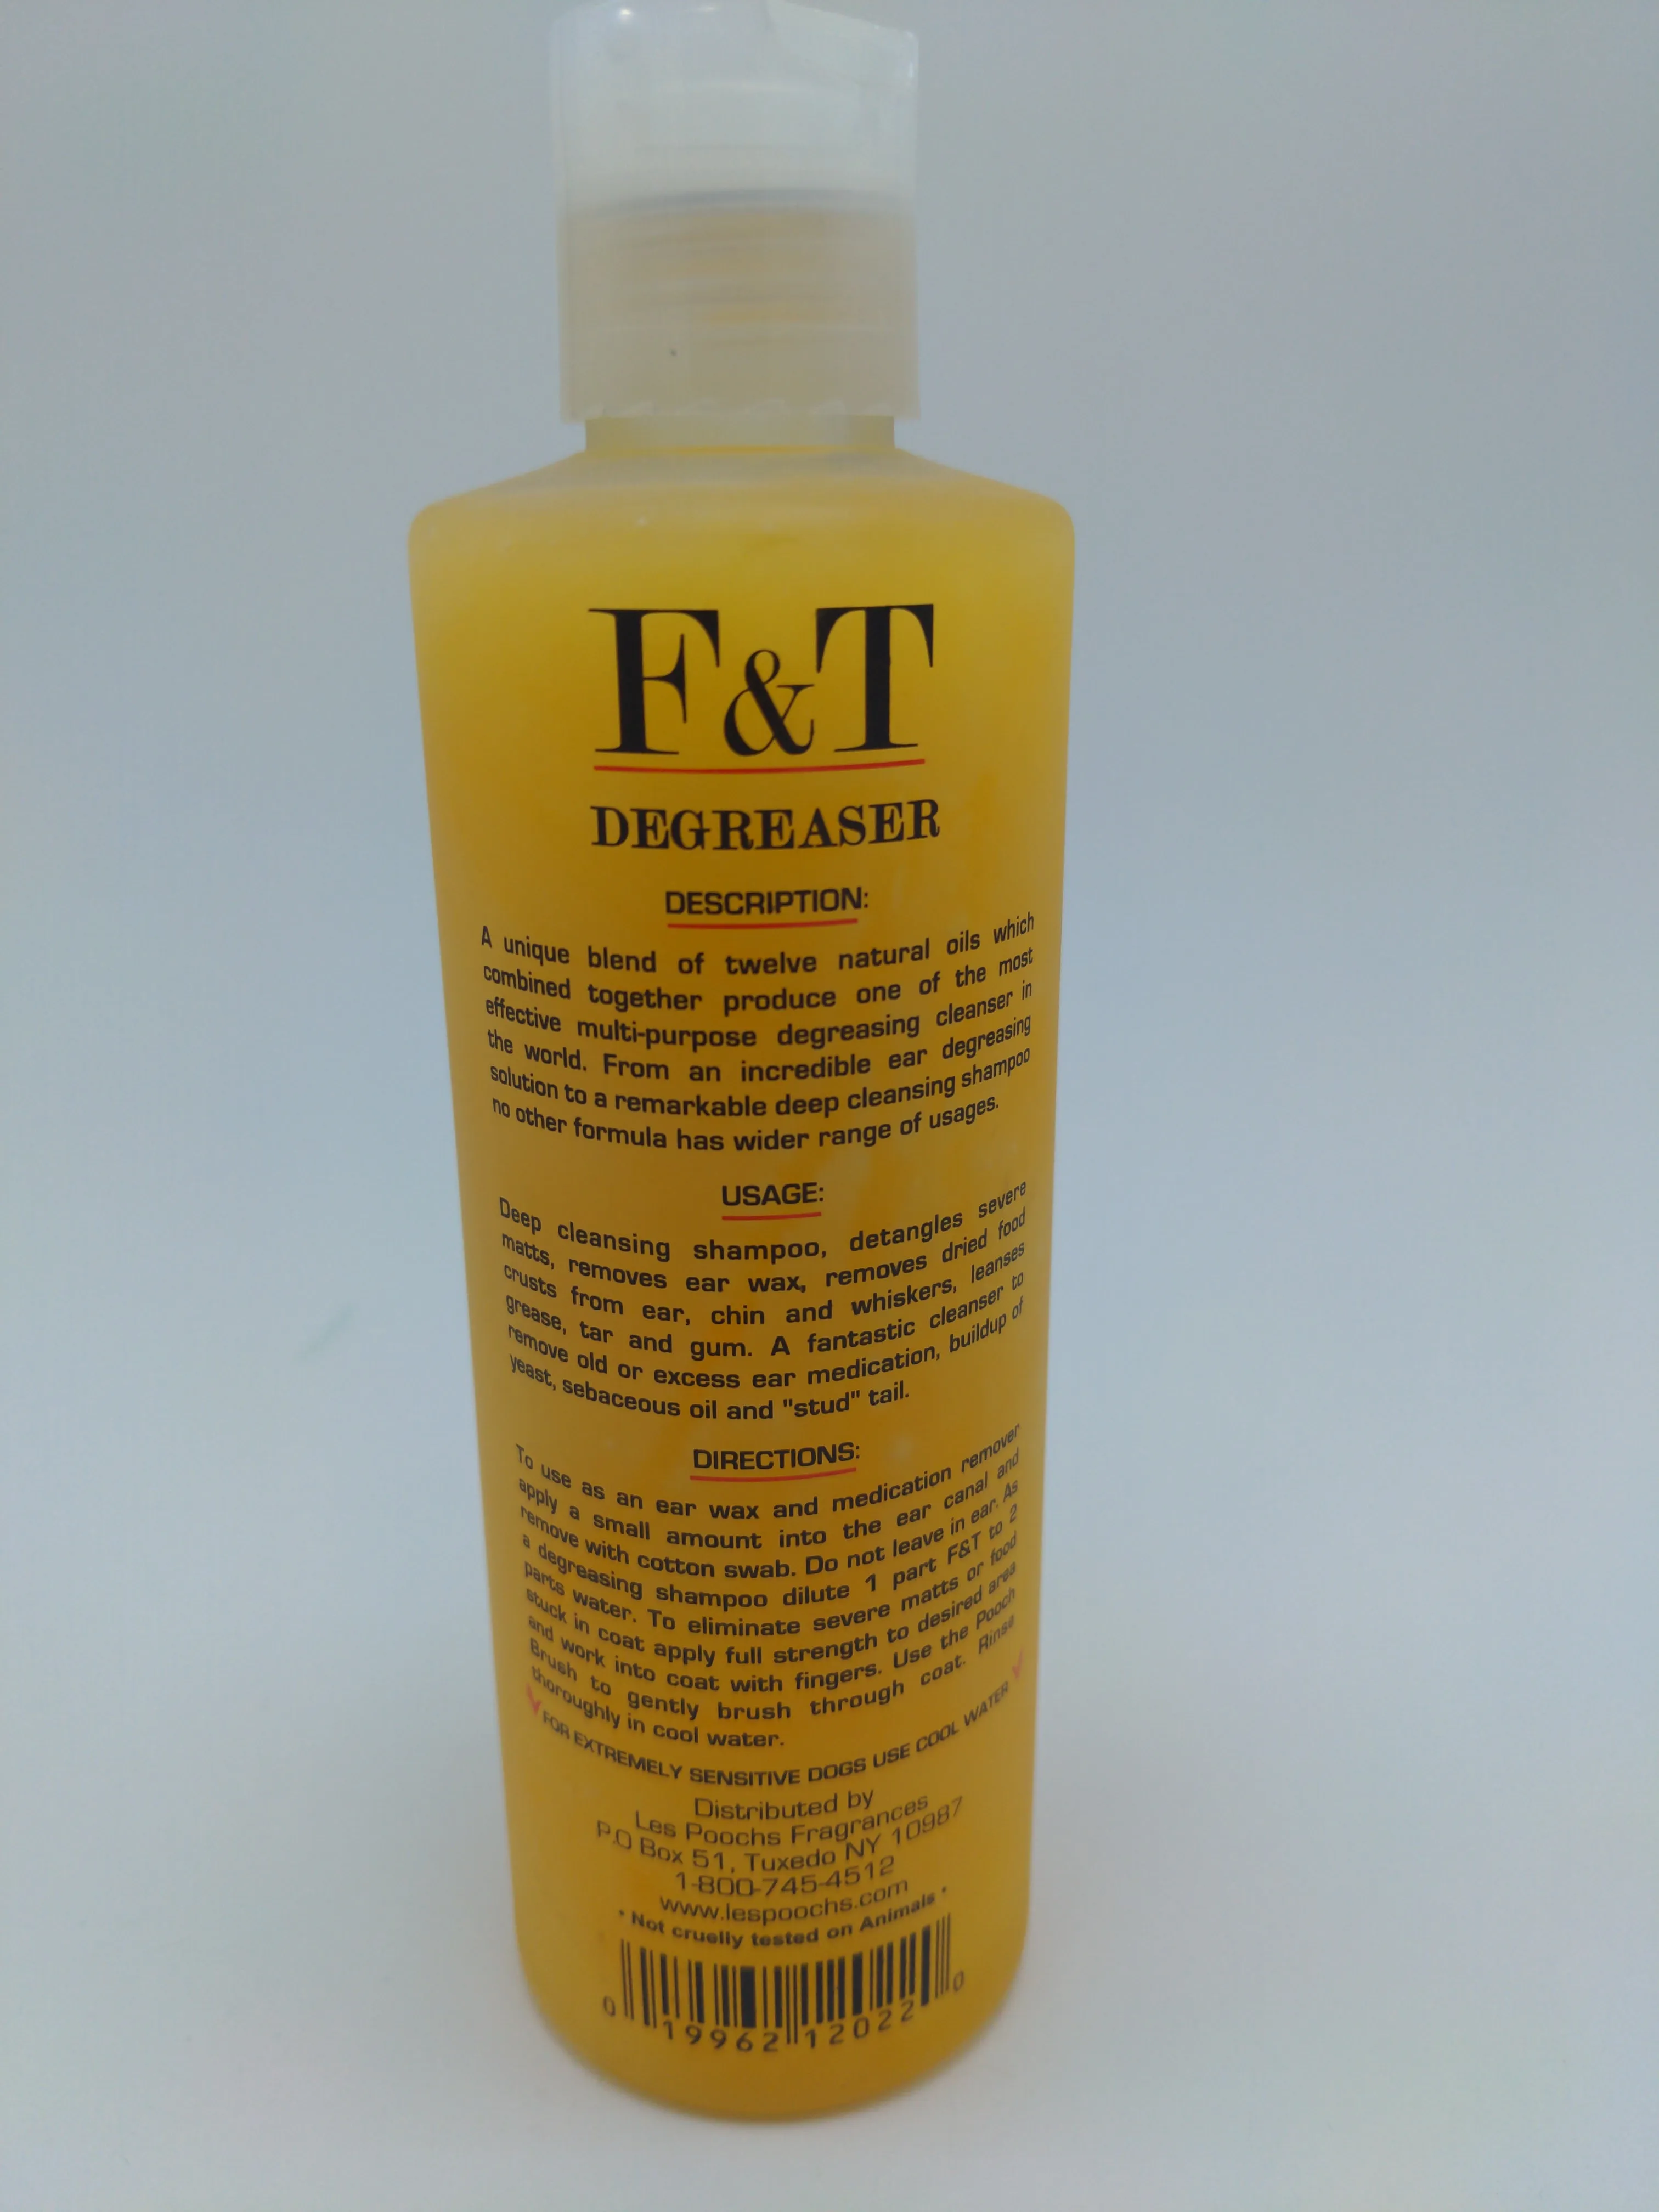 F&T
DEGREASER
DESCRIPTION:
A unique blend of twelve natural oils which
combined together produce one of the most
effective multi-purpose degreasing cleanser in
the world. From an incredible ear degreasing
solution to a remarkable deep cleansing shampoo
no other formula has wider range of usages.
USAGE:
Deep cleansing shampoo, detangles severe
matts, removes ear wax, removes dried food
crusts from ear, chin and whiskers, leanses
grease, tar and gum. A fantastic cleanser to
remove old or excess ear medication, buildup of
yeast, sebaceous oil and "stud" tail.
DIRECTIONS:
To use as an ear wax and medication remover
apply a small amount into the ear canal and
remove with cotton swab. Do not leave in ear. As
a degreasing shampoo dilute 1 part F&T to 2
parts water. To eliminate severe matts or food
stuck in coat apply full strength to desired area
and work into coat with fingers. Use the Pooch
Brush to gently brush through coat. Rinse
thoroughly in cool water.
FOR EXTREMELY SENSITIVE DOGS USE COOL WATER
Distributed by
Les Poochs Fragrances
P.O Box 51, Tuxedo NY 10987
1-800-745-4512
www.lespoochs.com
• Not cruelly tested on Animals •
0 19962 12022 0